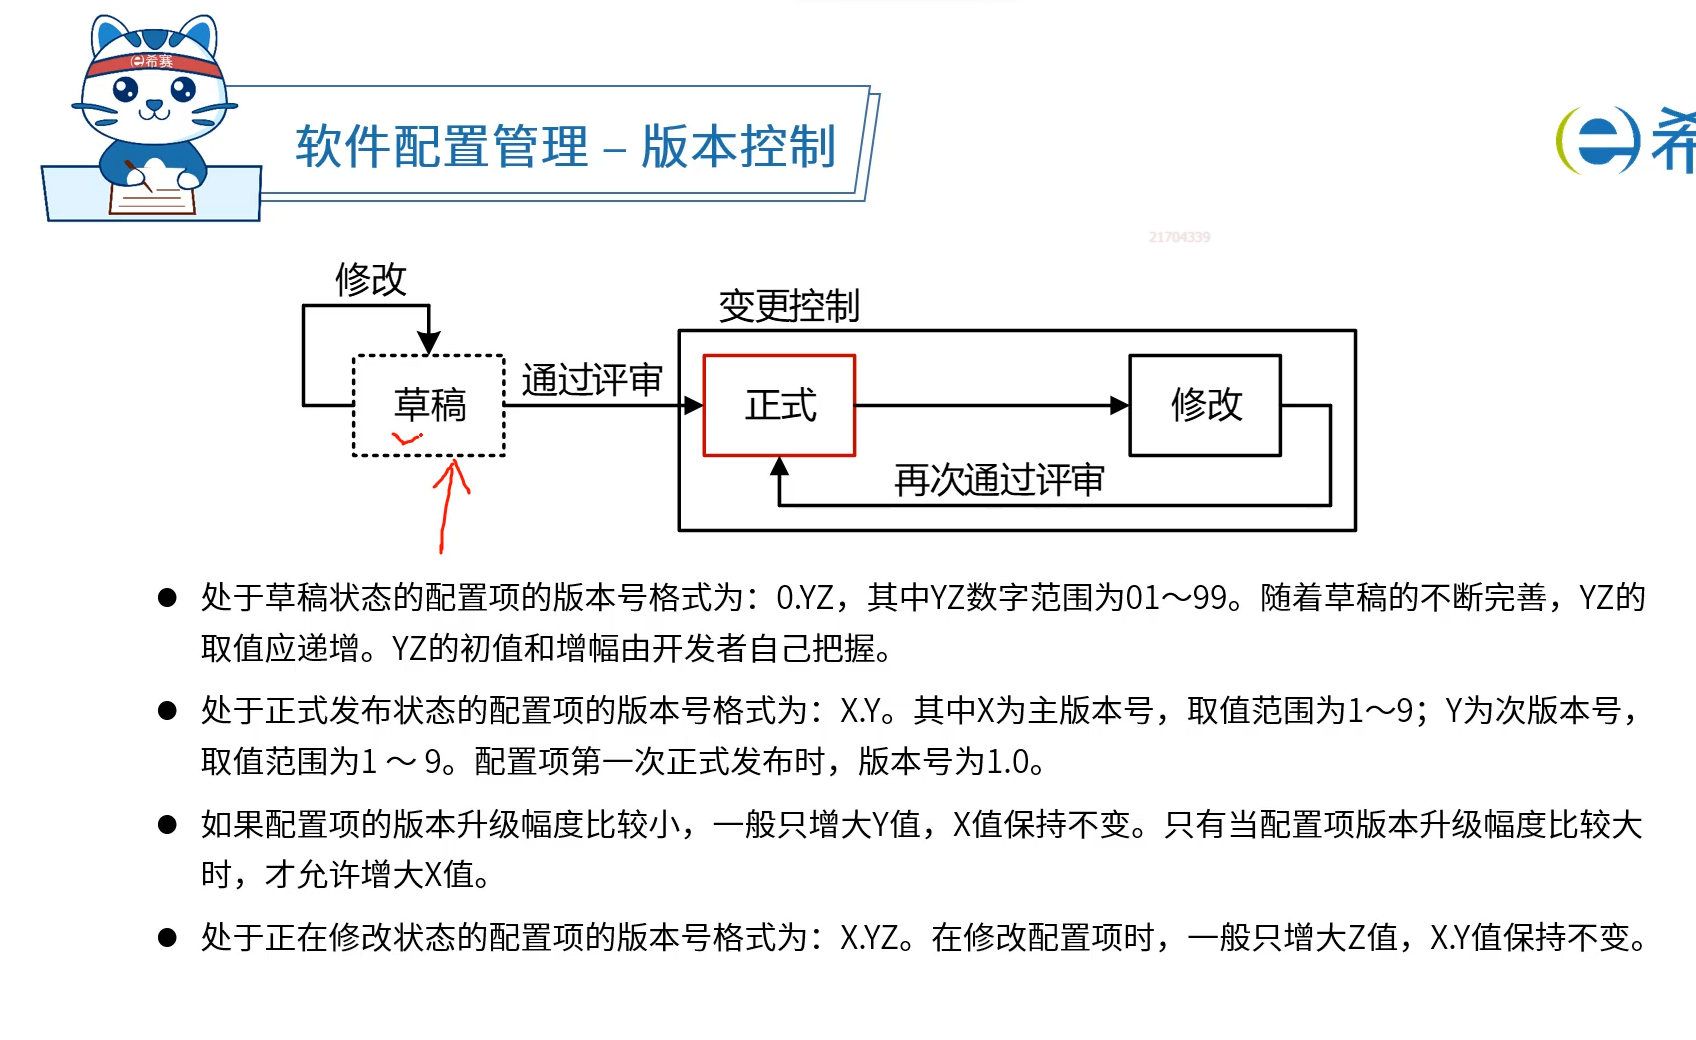 希赛
软件配置管理 – 版本控制
希
21704339
修改
变更控制
草稿
通过评审
正式
修改
再次通过评审
处于草稿状态的配置项的版本号格式为：0.YZ，其中YZ数字范围为01～99。随着草稿的不断完善，YZ的
取值应递增。YZ的初值和增幅由开发者自己把握。
处于正式发布状态的配置项的版本号格式为：X.Y。其中X为主版本号，取值范围为1～9；Y为次版本号，
取值范围为1 ～ 9。配置项第一次正式发布时，版本号为1.0。
如果配置项的版本升级幅度比较小，一般只增大Y值，X值保持不变。只有当配置项版本升级幅度比较大
时，才允许增大X值。
处于正在修改状态的配置项的版本号格式为：X.YZ。在修改配置项时，一般只增大Z值，X.Y值保持不变。